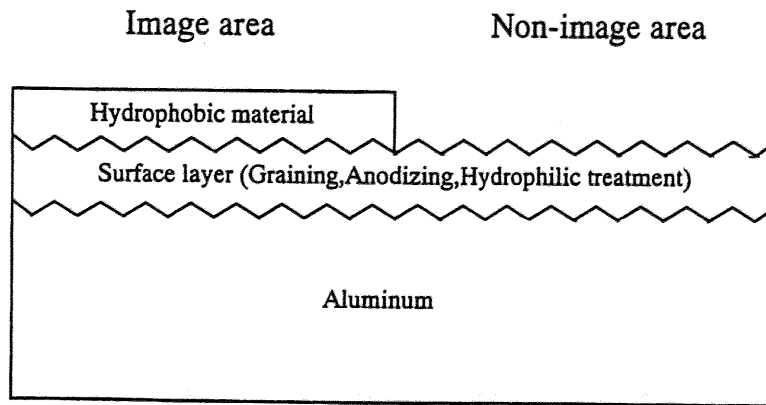 Image area
Non-image area
Hydrophobic material
Surface layer (Graining,Anodizing,Hydrophilic treatment)
Aluminum